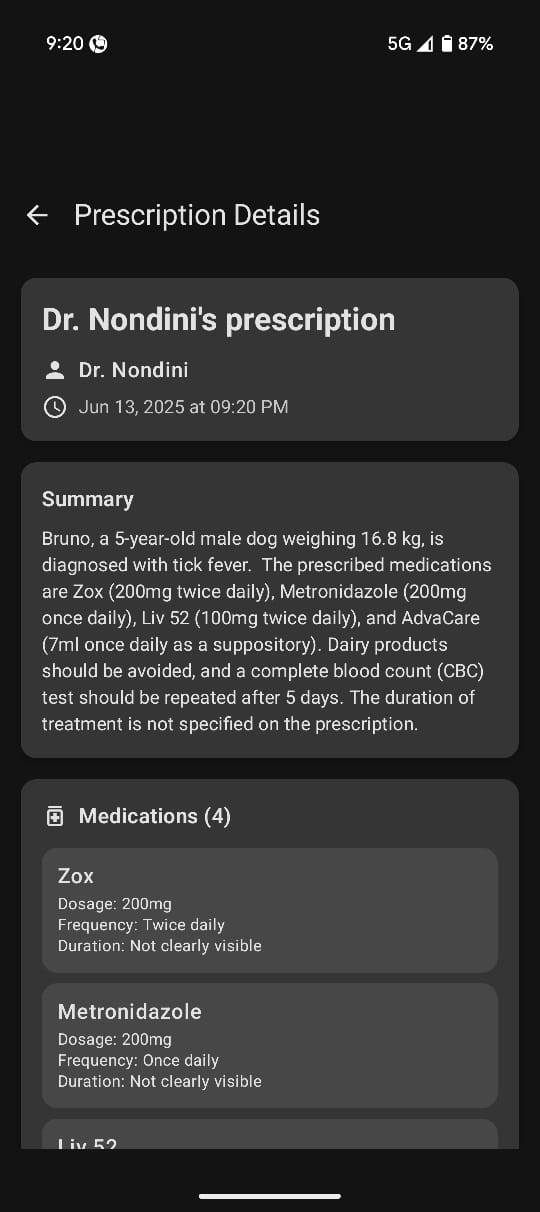 9:20
5G 87%
Prescription Details
Dr. Nondini's prescription
Dr. Nondini
Jun 13, 2025 at 09:20 PM
Summary
Bruno, a 5-year-old male dog weighing 16.8 kg, is
diagnosed with tick fever.  The prescribed medications
are Zox (200mg twice daily), Metronidazole (200mg
once daily), Liv 52 (100mg twice daily), and AdvaCare
(7ml once daily as a suppository). Dairy products
should be avoided, and a complete blood count (CBC)
test should be repeated after 5 days. The duration of
treatment is not specified on the prescription.
Medications (4)
Zox
Dosage: 200mg
Frequency: Twice daily
Duration: Not clearly visible
Metronidazole
Dosage: 200mg
Frequency: Once daily
Duration: Not clearly visible
Liv 52